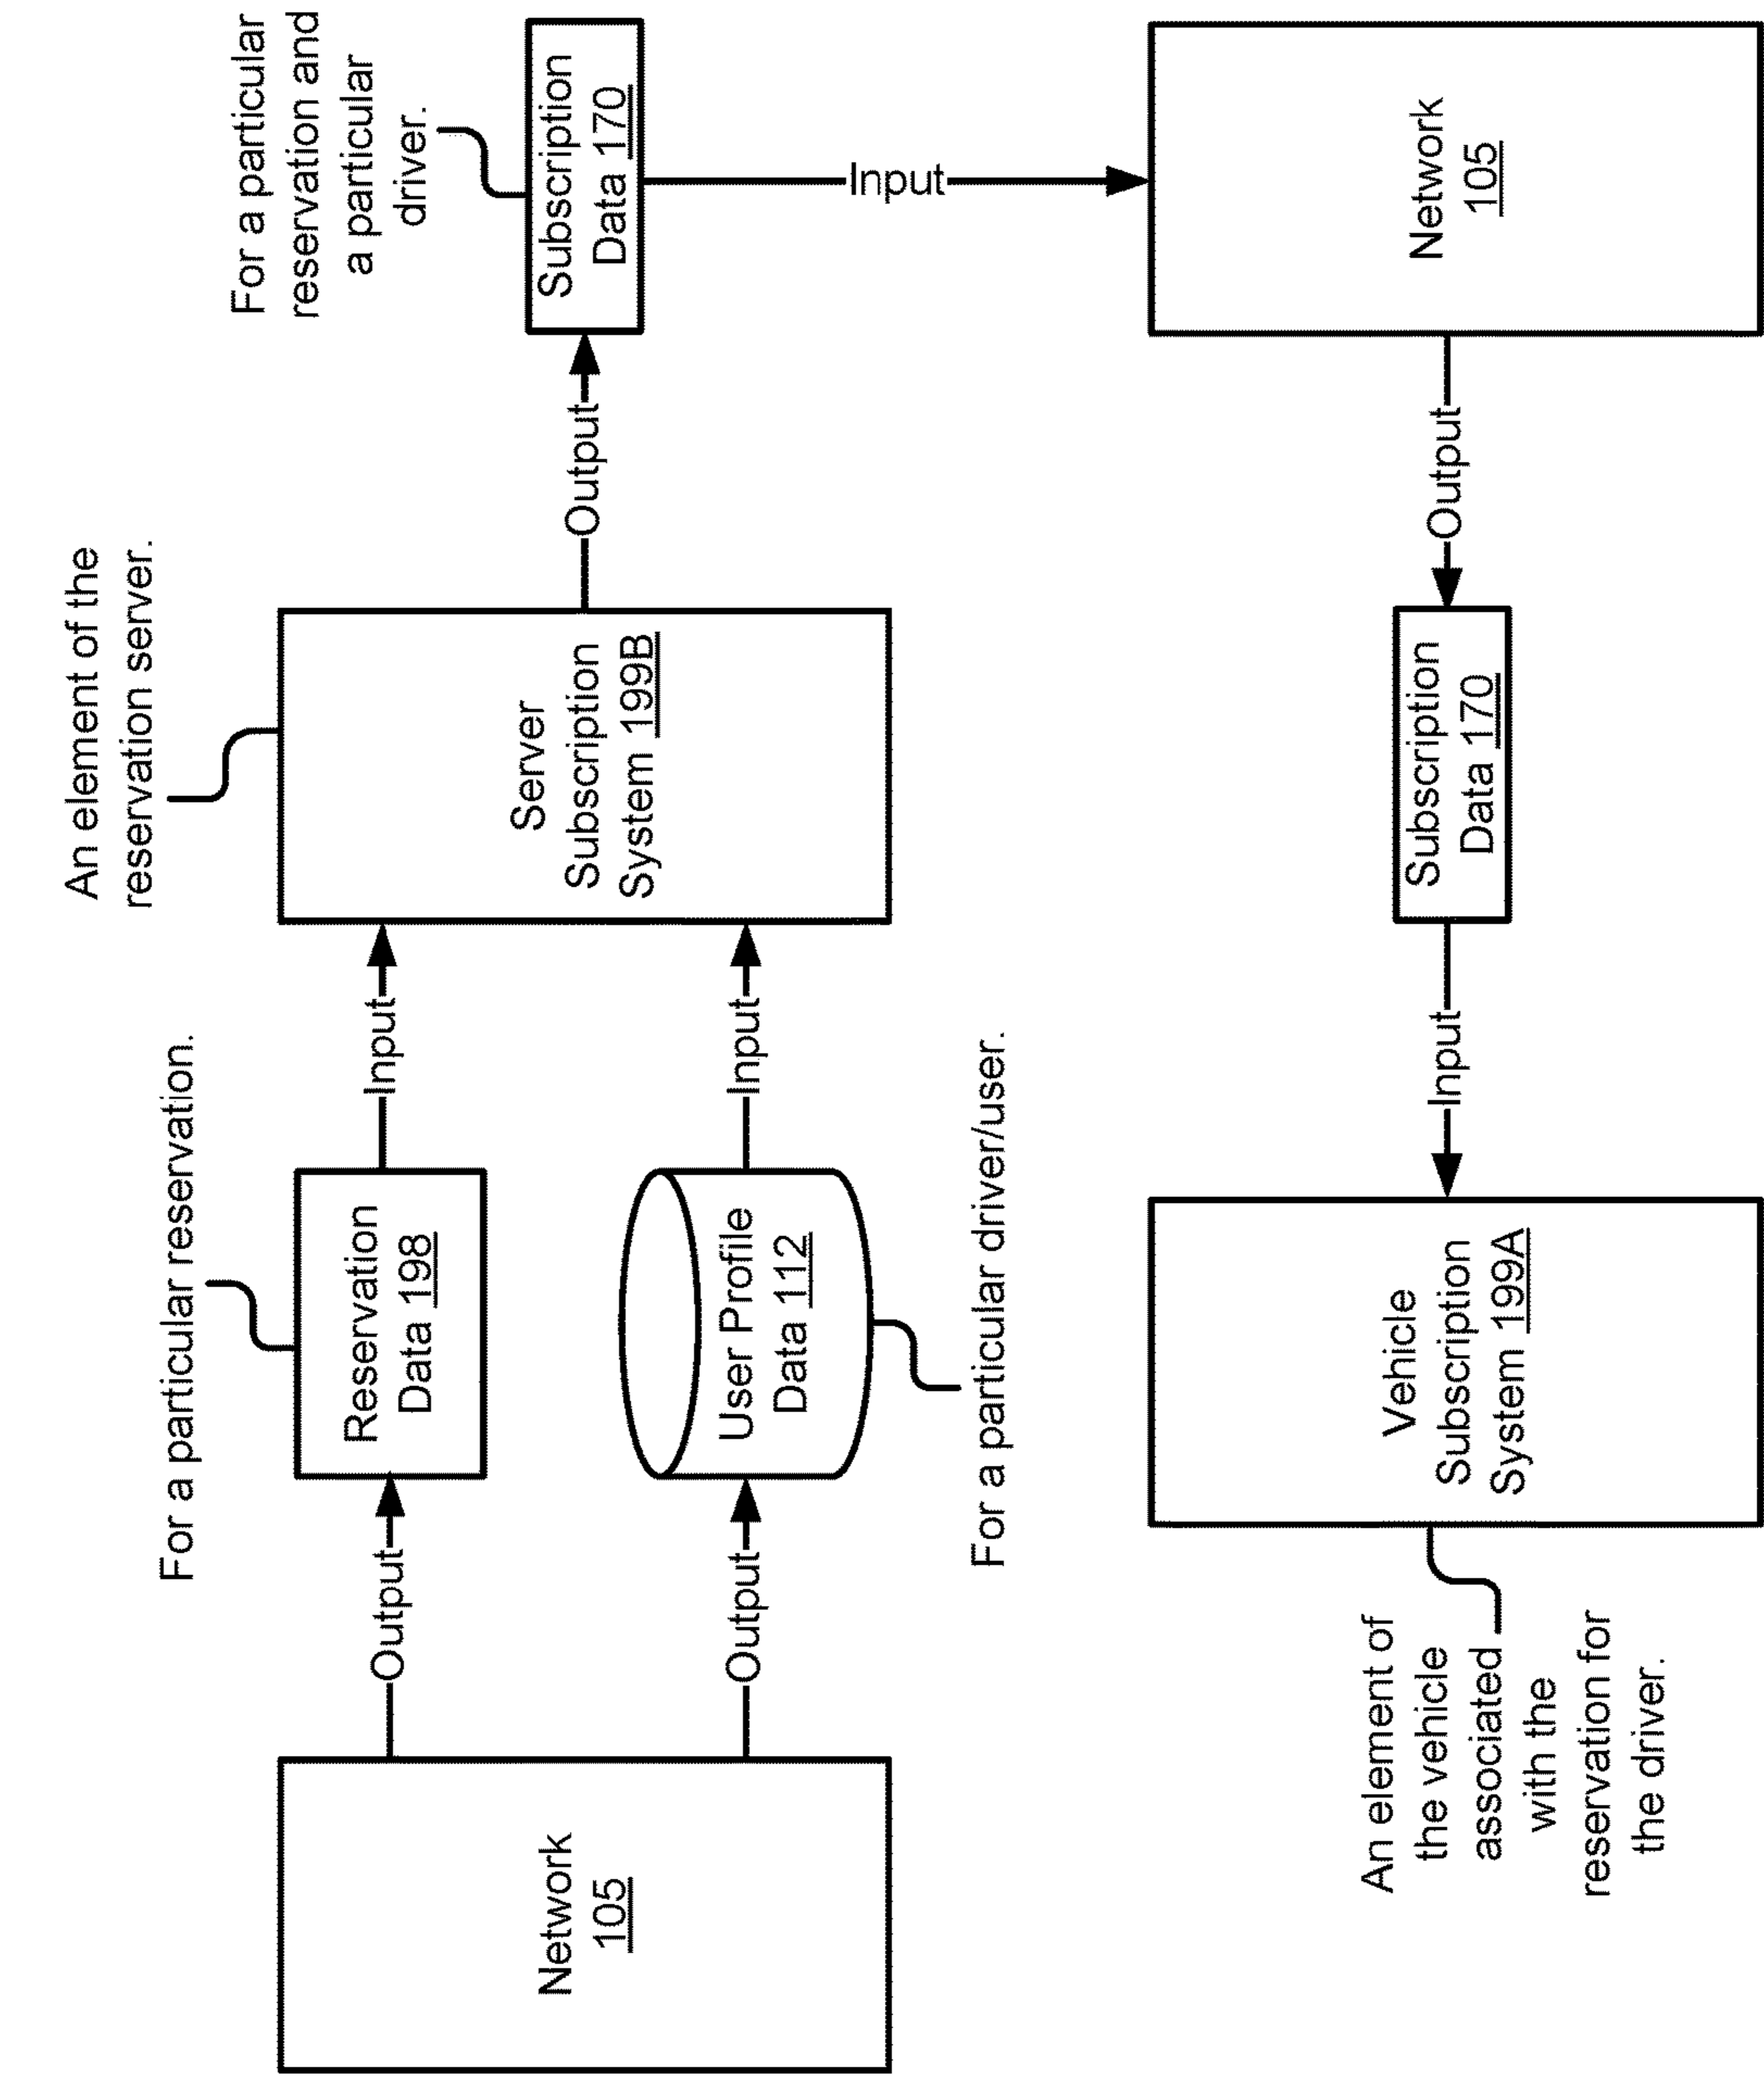 Network
105
Output
Output
For a particular reservation.
Reservation
Data 198
User Profile
Data 112
For a particular driver/user.
Input
Input
An element of the
reservation server.
Server
Subscription
System 199B
Output
For a particular
reservation and
a particular
driver.
Subscription
Data 170
Input
Network
105
Output
Subscription
Data 170
Input
Vehicle
Subscription
System 199A
An element of
the vehicle
associated
with the
reservation for
the driver.